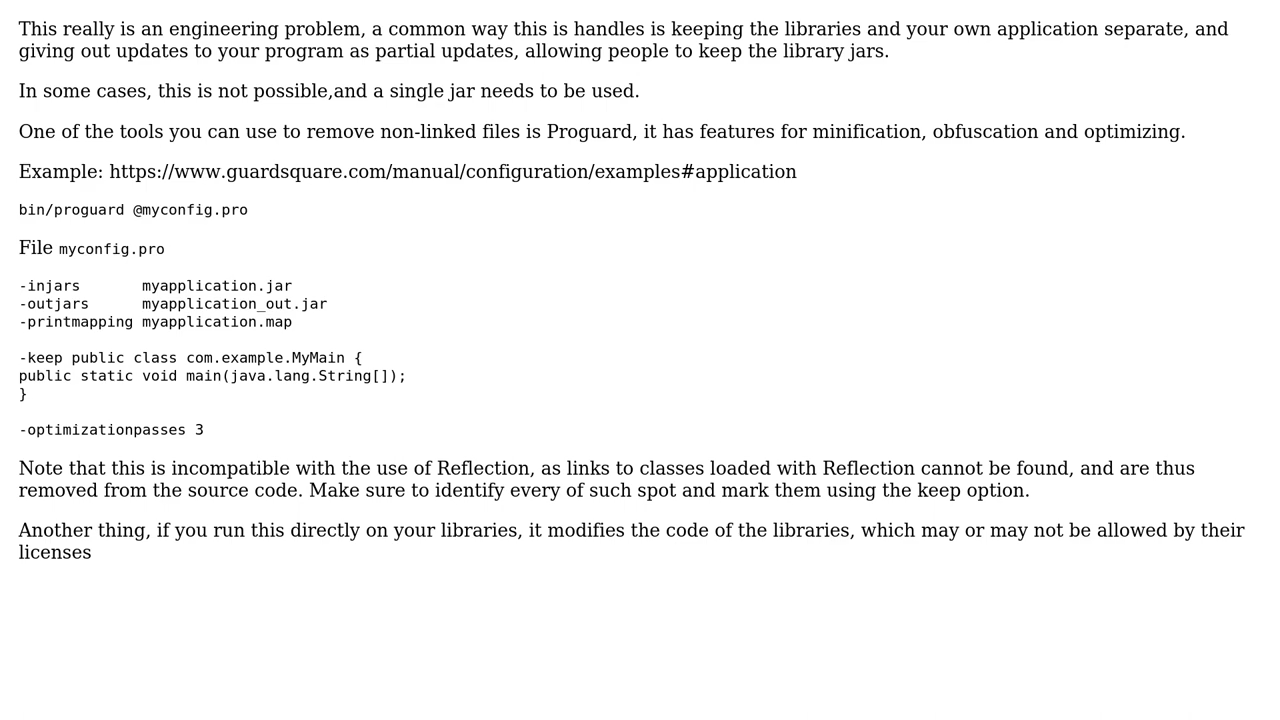 This really is an engineering problem, a common way this is handles is keeping the libraries and your own application separate, and
giving out updates to your program as partial updates, allowing people to keep the library jars.
In some cases, this is not possible,and a single jar needs to be used.
One of the tools you can use to remove non-linked files is Proguard, it has features for minification, obfuscation and optimizing.
Example: https://www.guardsquare.com/manual/configuration/examples#application
bin/proguard @myconfig.pro
File myconfig.pro
-injars       myapplication.jar
-outjars      myapplication_out.jar
-printmapping myapplication.map
-keep public class com.example.MyMain {
public static void main(java.lang.String[]);
}
-optimizationpasses 3
Note that this is incompatible with the use of Reflection, as links to classes loaded with Reflection cannot be found, and are thus
removed from the source code. Make sure to identify every of such spot and mark them using the keep option.
Another thing, if you run this directly on your libraries, it modifies the code of the libraries, which may or may not be allowed by their
licenses